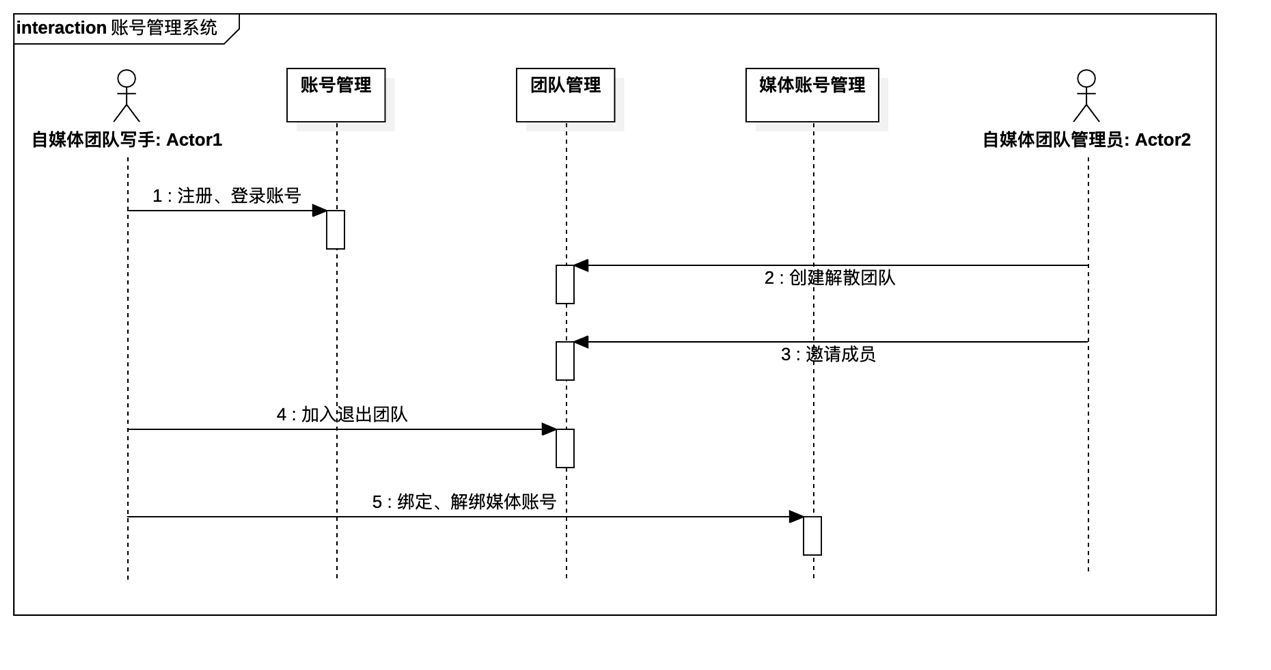 interaction 账号管理系统
账号管理
团队管理
媒体账号管理
自媒体团队写手: Actor1
自媒体团队管理员: Actor2
1 : 注册、登录账号
2 : 创建解散团队
3 : 邀请成员
4 : 加入退出团队
5 : 绑定、解绑媒体账号